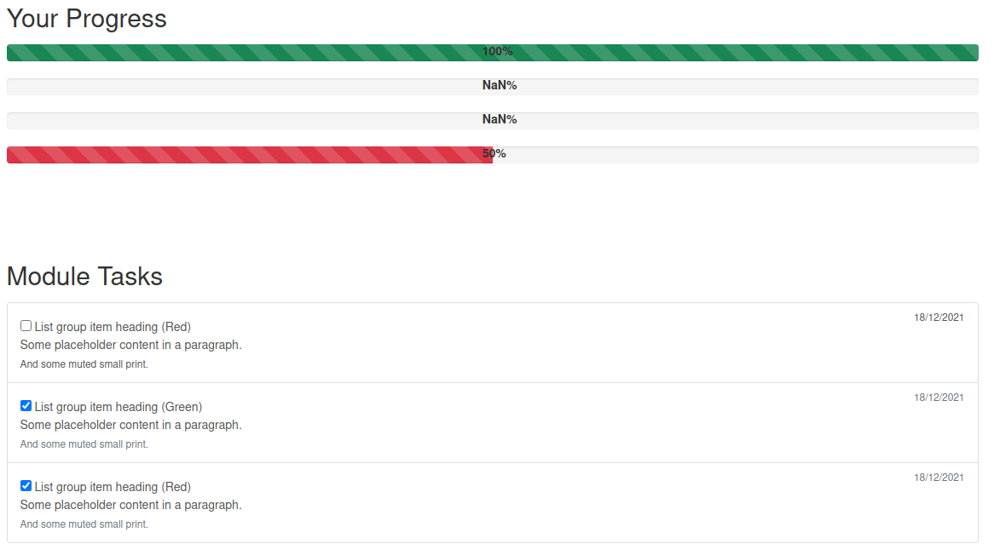 Your Progress
100%
NaN%
NaN%
50%
Module Tasks
18/12/2021
List group item heading (Red)
Some placeholder content in a paragraph.
And some muted small print.
18/12/2021
List group item heading (Green)
Some placeholder content in a paragraph.
And some muted small print.
18/12/2021
List group item heading (Red)
Some placeholder content in a paragraph.
And some muted small print.